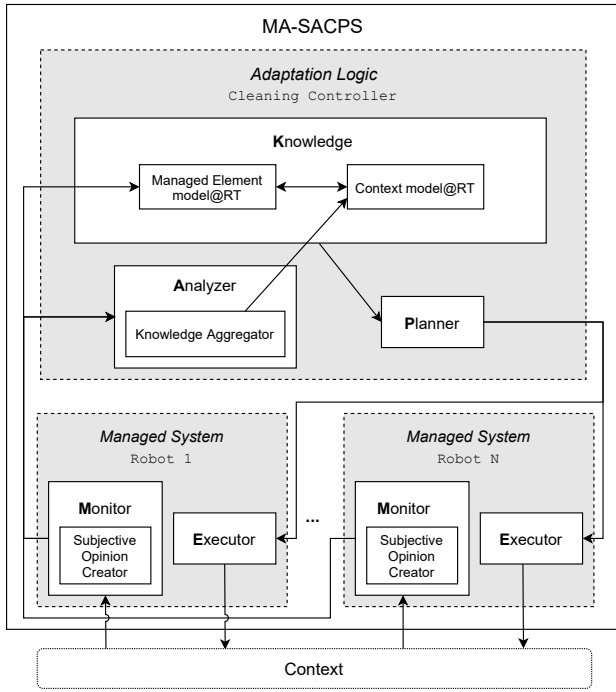 MA-SACPS
Adaptation Logic
Cleaning Controller
Knowledge
Managed Element
model@RT
Context model@RT
Analyzer
Knowledge Aggregator
Planner
Managed System
Robot 1
Monitor
Subjective
Opinion
Creator
Executor
...
Managed System
Robot N
Monitor
Subjective
Opinion
Creator
Executor
Context